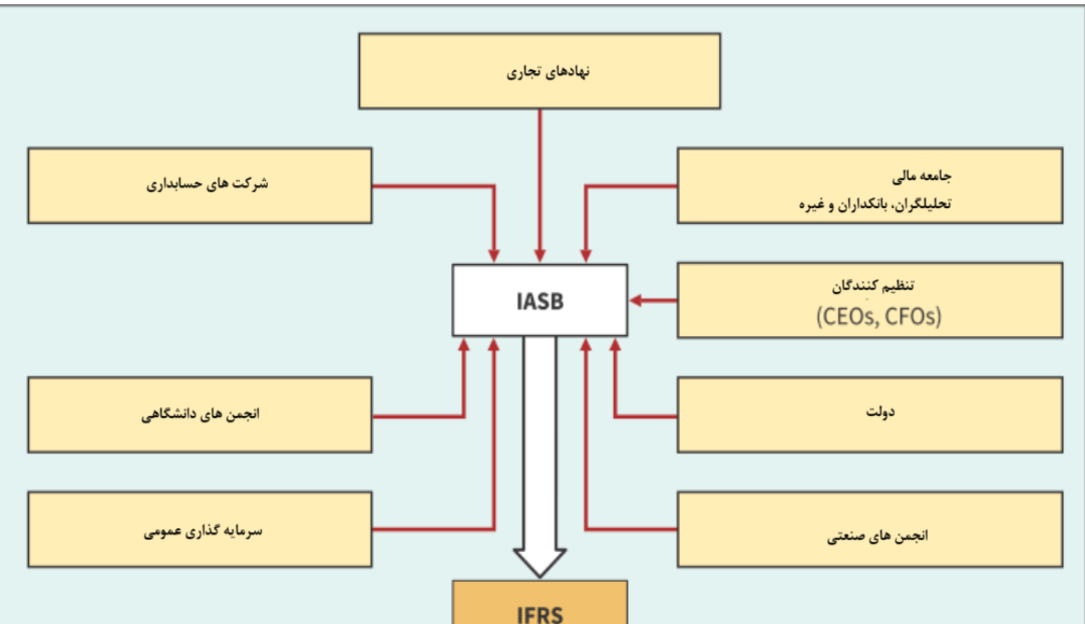 نهادهای تجاری
شرکت های حسابداری
جامعه مالی
تحلیلگران، بانکداران و غیره
IASB
تنظیم کنندگان
(CEOs, CFOs)
انجمن های دانشگاهی
دولت
سرمایه گذاری عمومی
انجمن های صنعتی
IFRS